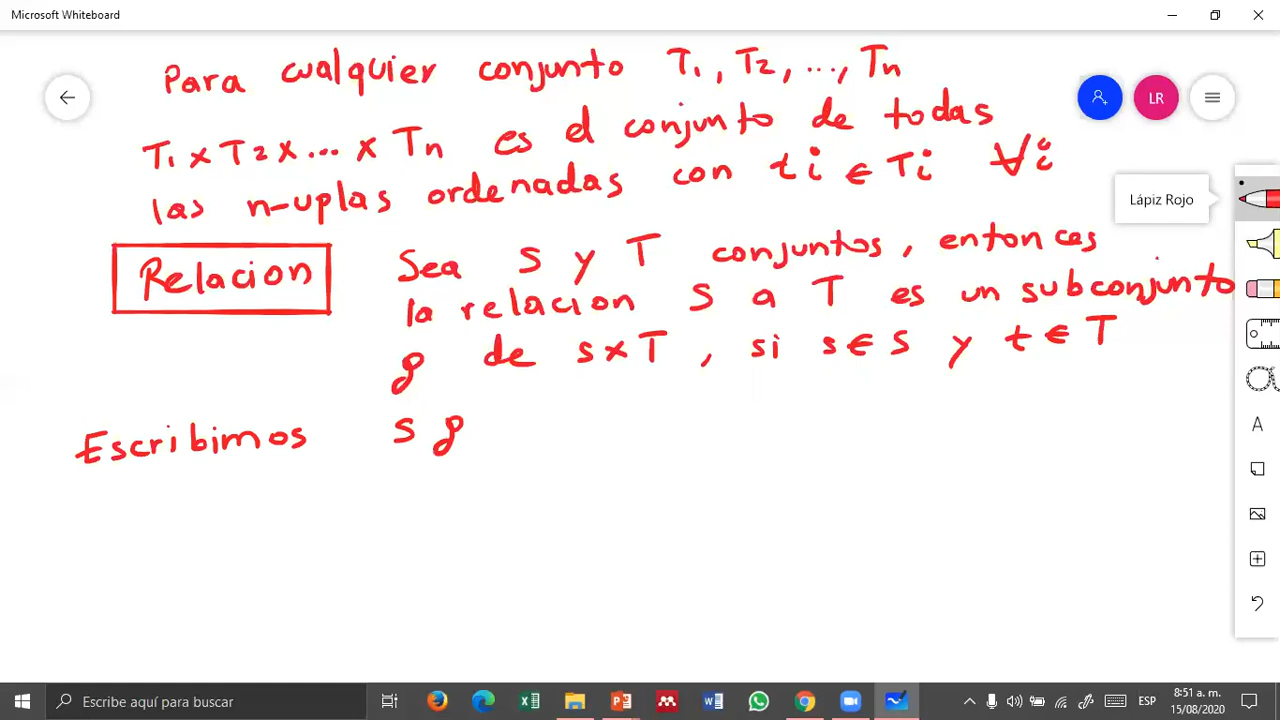 Microsoft Whiteboard
Para cualquier conjunto T1, T2, ..., Tn
T1 x T2 x ... x Tn es el conjunto de todas
las n-uplas ordenadas con ti ∈ Ti ∀i
LR
Lápiz Rojo
Relacion
Sea S y T conjuntos, entonces
la relacion S a T es un subconjunto
ρ de s x T, si s ∈ S y t ∈ T
Escribimos s ρ
Escribe aquí para buscar
ESP
8:51 a. m.
15/08/2020